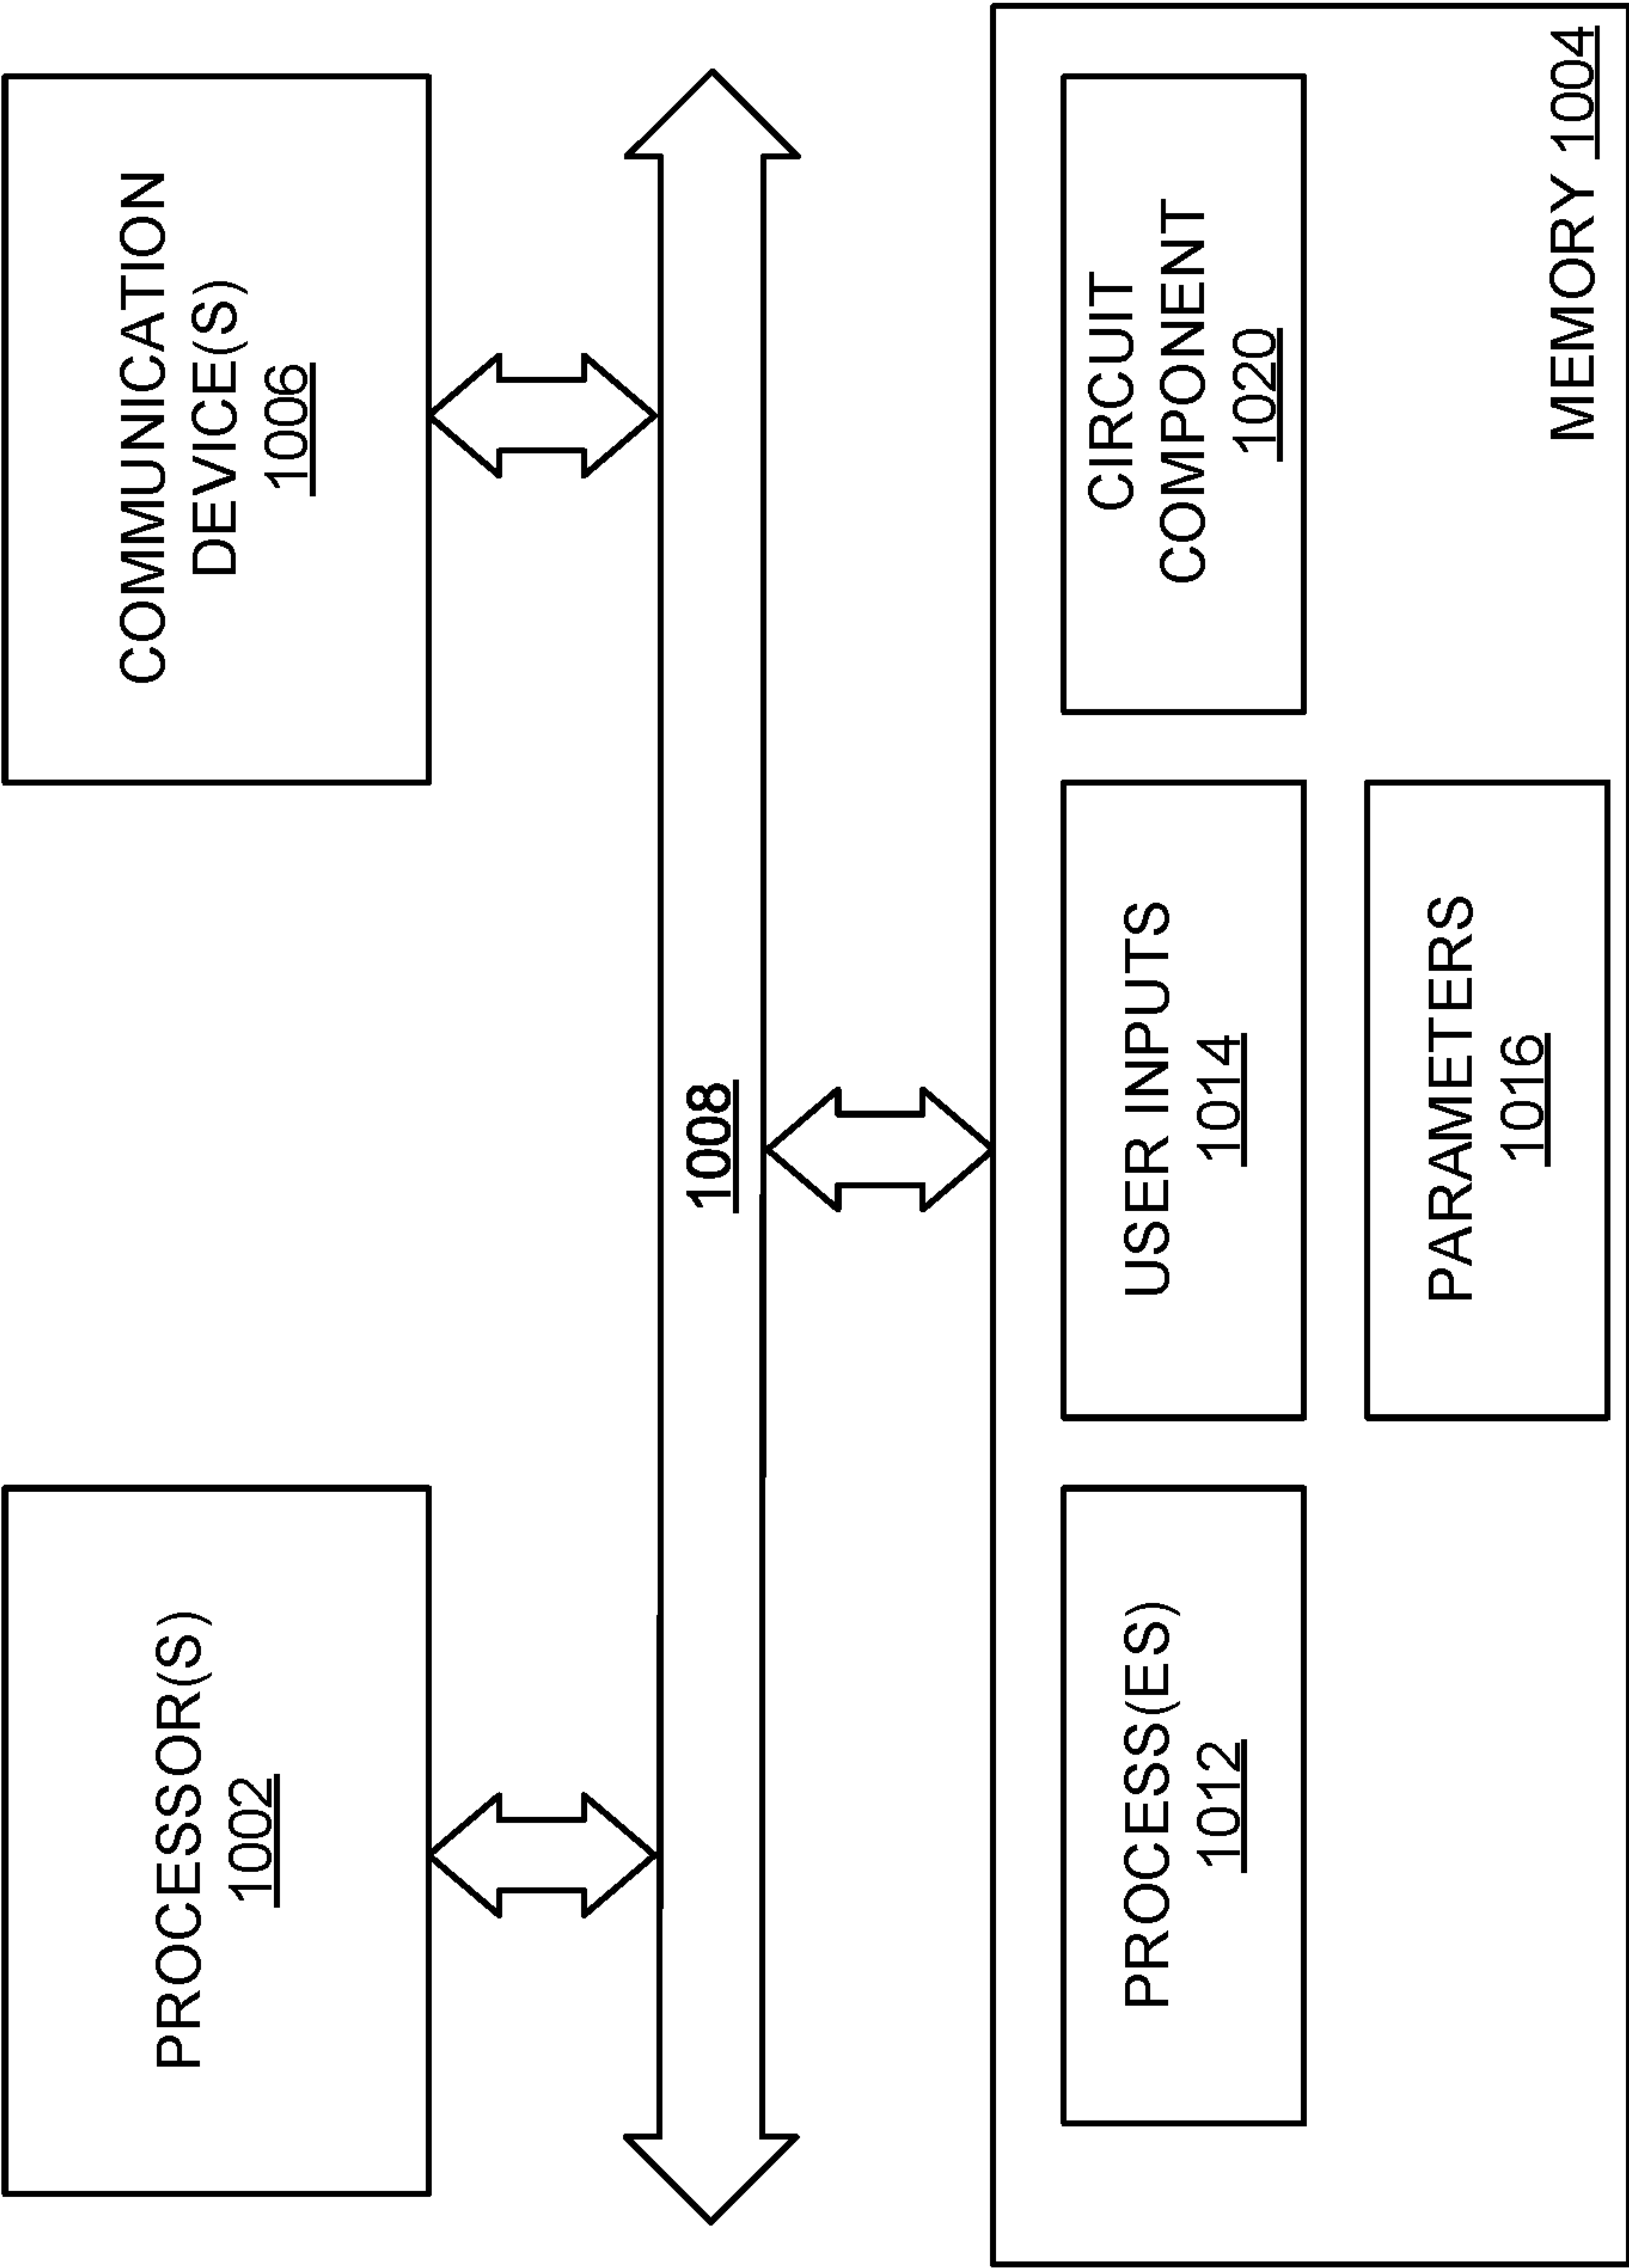 PROCESSOR(S)
1002
COMMUNICATION
DEVICE(S)
1006
1008
PROCESS(ES)
1012
USER INPUTS
1014
CIRCUIT
COMPONENT
1020
PARAMETERS
1016
MEMORY 1004